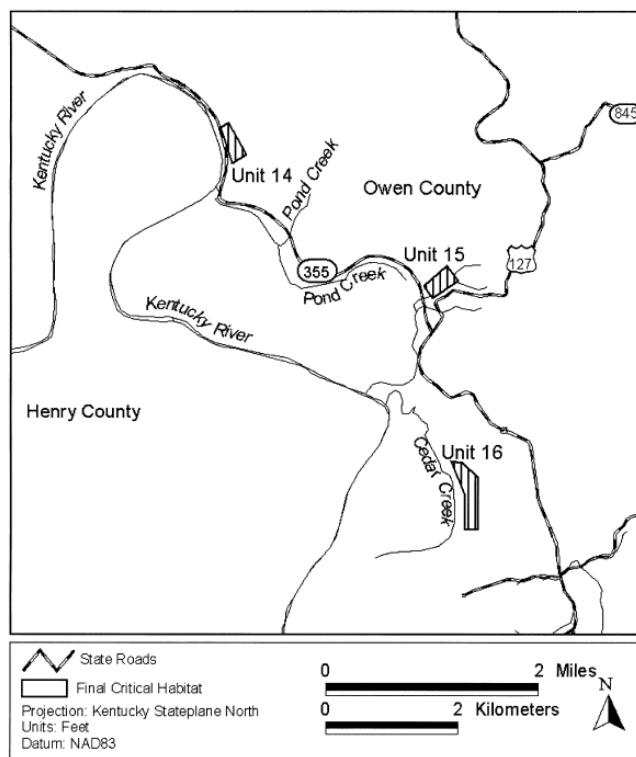 845
Kentucky River
Unit 14
Pond Creek
Owen County
Unit 15
127
355
Pond Creek
Kentucky River
Henry County
Unit 16
Cedar Creek
State Roads
Final Critical Habitat
Projection: Kentucky Stateplane North
Units: Feet
Datum: NAD83
0 2 Miles
0 2 Kilometers
N